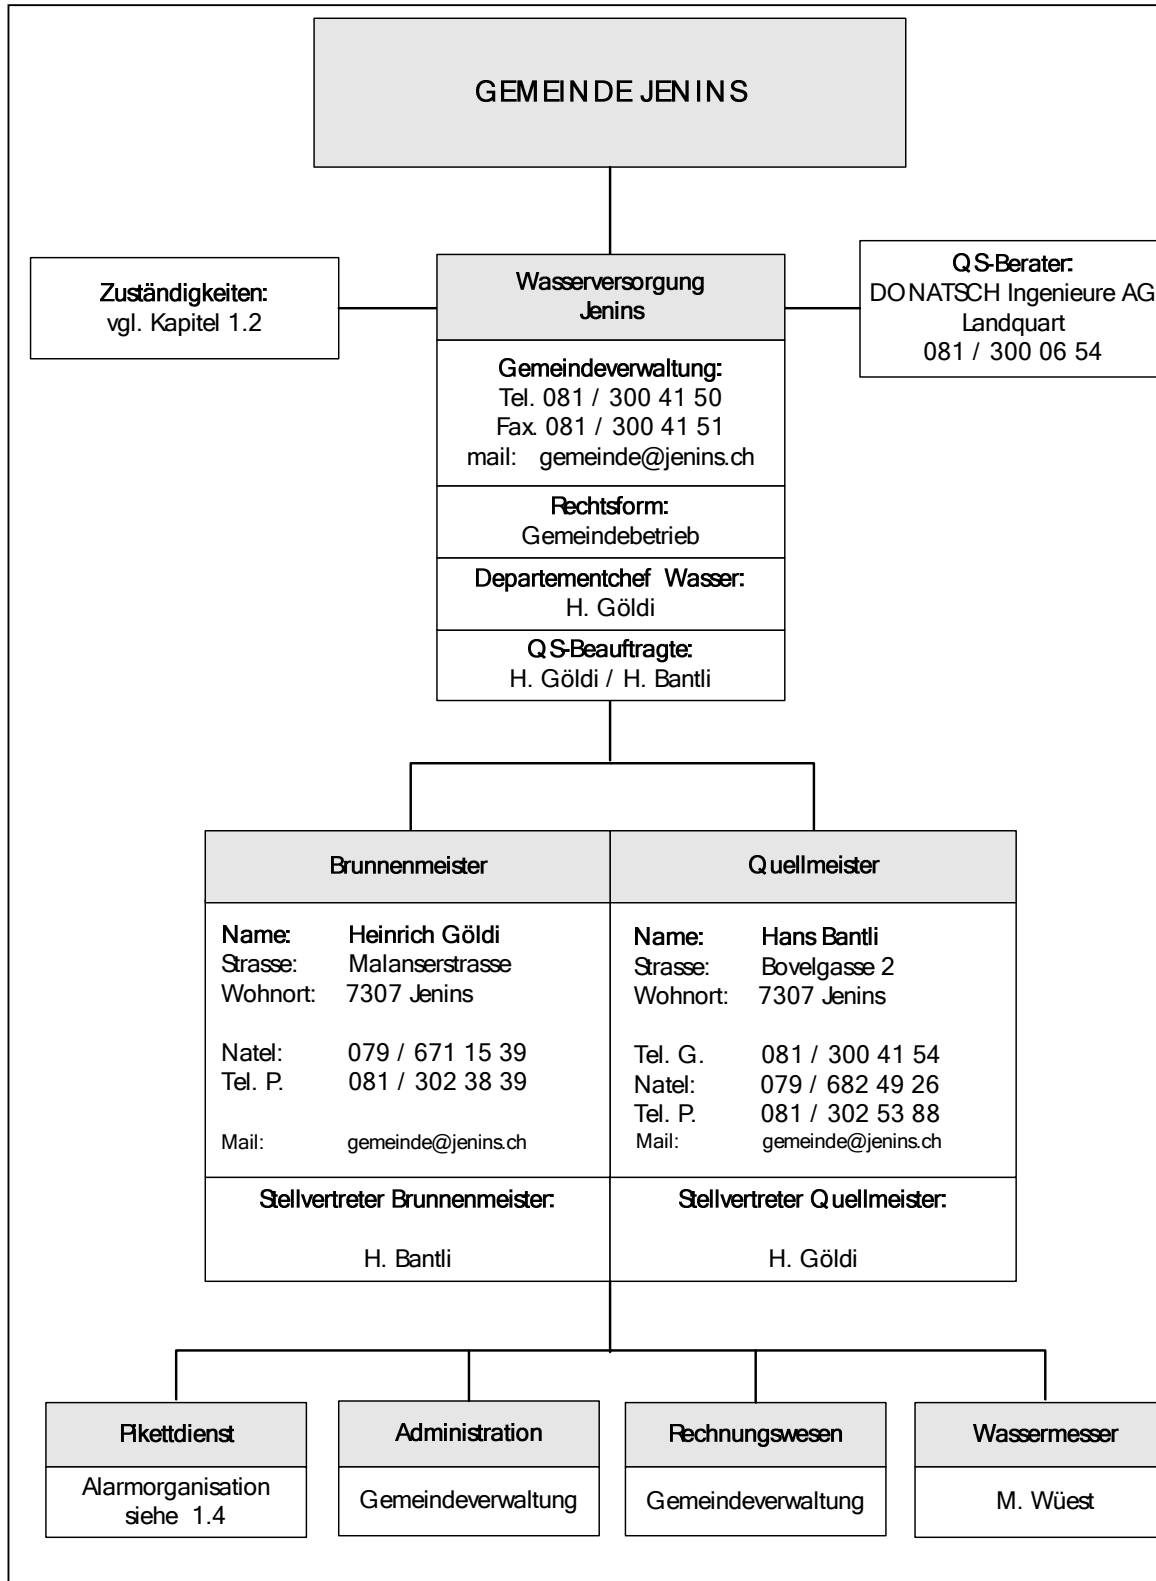 GEMEINDE JENINS
Zuständigkeiten:
vgl. Kapitel 1.2
Wasserversorgung
Jenins
QS-Berater:
DONATSCH Ingenieure AG
Landquart
081 / 300 06 54
Gemeindeverwaltung:
Tel. 081 / 300 41 50
Fax. 081 / 300 41 51
mail: gemeinde@jenins.ch
Rechtsform:
Gemeindebetrieb
Departementchef Wasser:
H. Göldi
QS-Beauftragte:
H. Göldi / H. Bantli
Brunnenmeister
Name: Heinrich Göldi
Strasse: Malanserstrasse
Wohnort: 7307 Jenins
Natel: 079 / 671 15 39
Tel. P. 081 / 302 38 39
Mail: gemeinde@jenins.ch
Stellvertreter Brunnenmeister:
H. Bantli
Quellmeister
Name: Hans Bantli
Strasse: Bovelgasse 2
Wohnort: 7307 Jenins
Tel. G. 081 / 300 41 54
Natel: 079 / 682 49 26
Tel. P. 081 / 302 53 88
Mail: gemeinde@jenins.ch
Stellvertreter Quellmeister:
H. Göldi
Pikettdienst
Alarmorganisation
siehe 1.4
Administration
Gemeindeverwaltung
Rechnungswesen
Gemeindeverwaltung
Wassermesser
M. Wüest